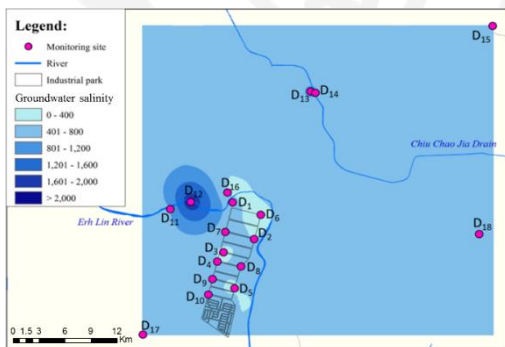 Legend:
Monitoring site
River
Industrial park
Groundwater salinity
0 - 400
401 - 800
801 - 1,200
1,201 - 1,600
1,601 - 2,000
> 2,000
D15
D13
D14
Chiu Chao Jia Drain
D12
D16
D1
D11
D6
Erh Lin River
D7
D2
D18
D3
D4
D8
D9
D5
D10
D17
0 1.5 3 6 9 12
Km